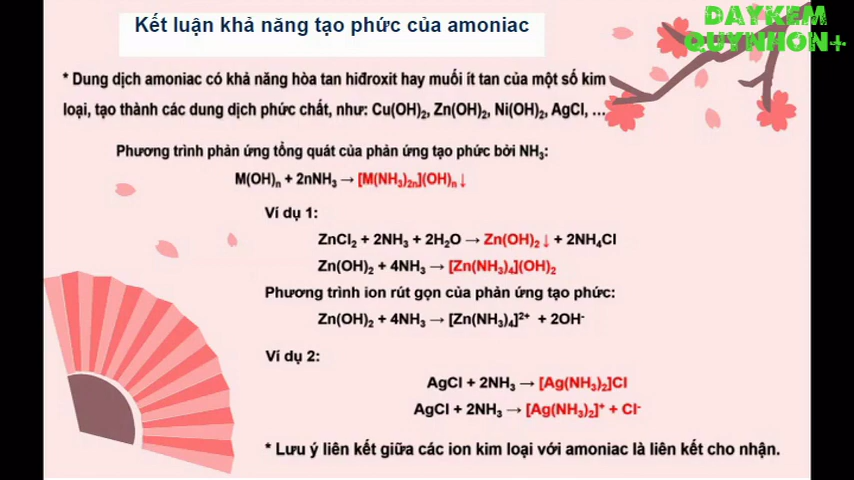 DAYKEM
QUYNHON+
Kết luận khả năng tạo phức của amoniac
* Dung dịch amoniac có khả năng hòa tan hiđroxit hay muối ít tan của một số kim
loại, tạo thành các dung dịch phức chất, như: Cu(OH)₂, Zn(OH)₂, Ni(OH)₂, AgCl, …
Phương trình phản ứng tổng quát của phản ứng tạo phức bởi NH₃:
M(OH)ₙ + 2nNH₃ → [M(NH₃)₂ₙ](OH)ₙ ↓
Ví dụ 1:
ZnCl₂ + 2NH₃ + 2H₂O → Zn(OH)₂ ↓ + 2NH₄Cl
Zn(OH)₂ + 4NH₃ → [Zn(NH₃)₄](OH)₂
Phương trình ion rút gọn của phản ứng tạo phức:
Zn(OH)₂ + 4NH₃ → [Zn(NH₃)₄]²⁺ + 2OH⁻
Ví dụ 2:
AgCl + 2NH₃ → [Ag(NH₃)₂]Cl
AgCl + 2NH₃ → [Ag(NH₃)₂]⁺ + Cl⁻
* Lưu ý liên kết giữa các ion kim loại với amoniac là liên kết cho nhận.